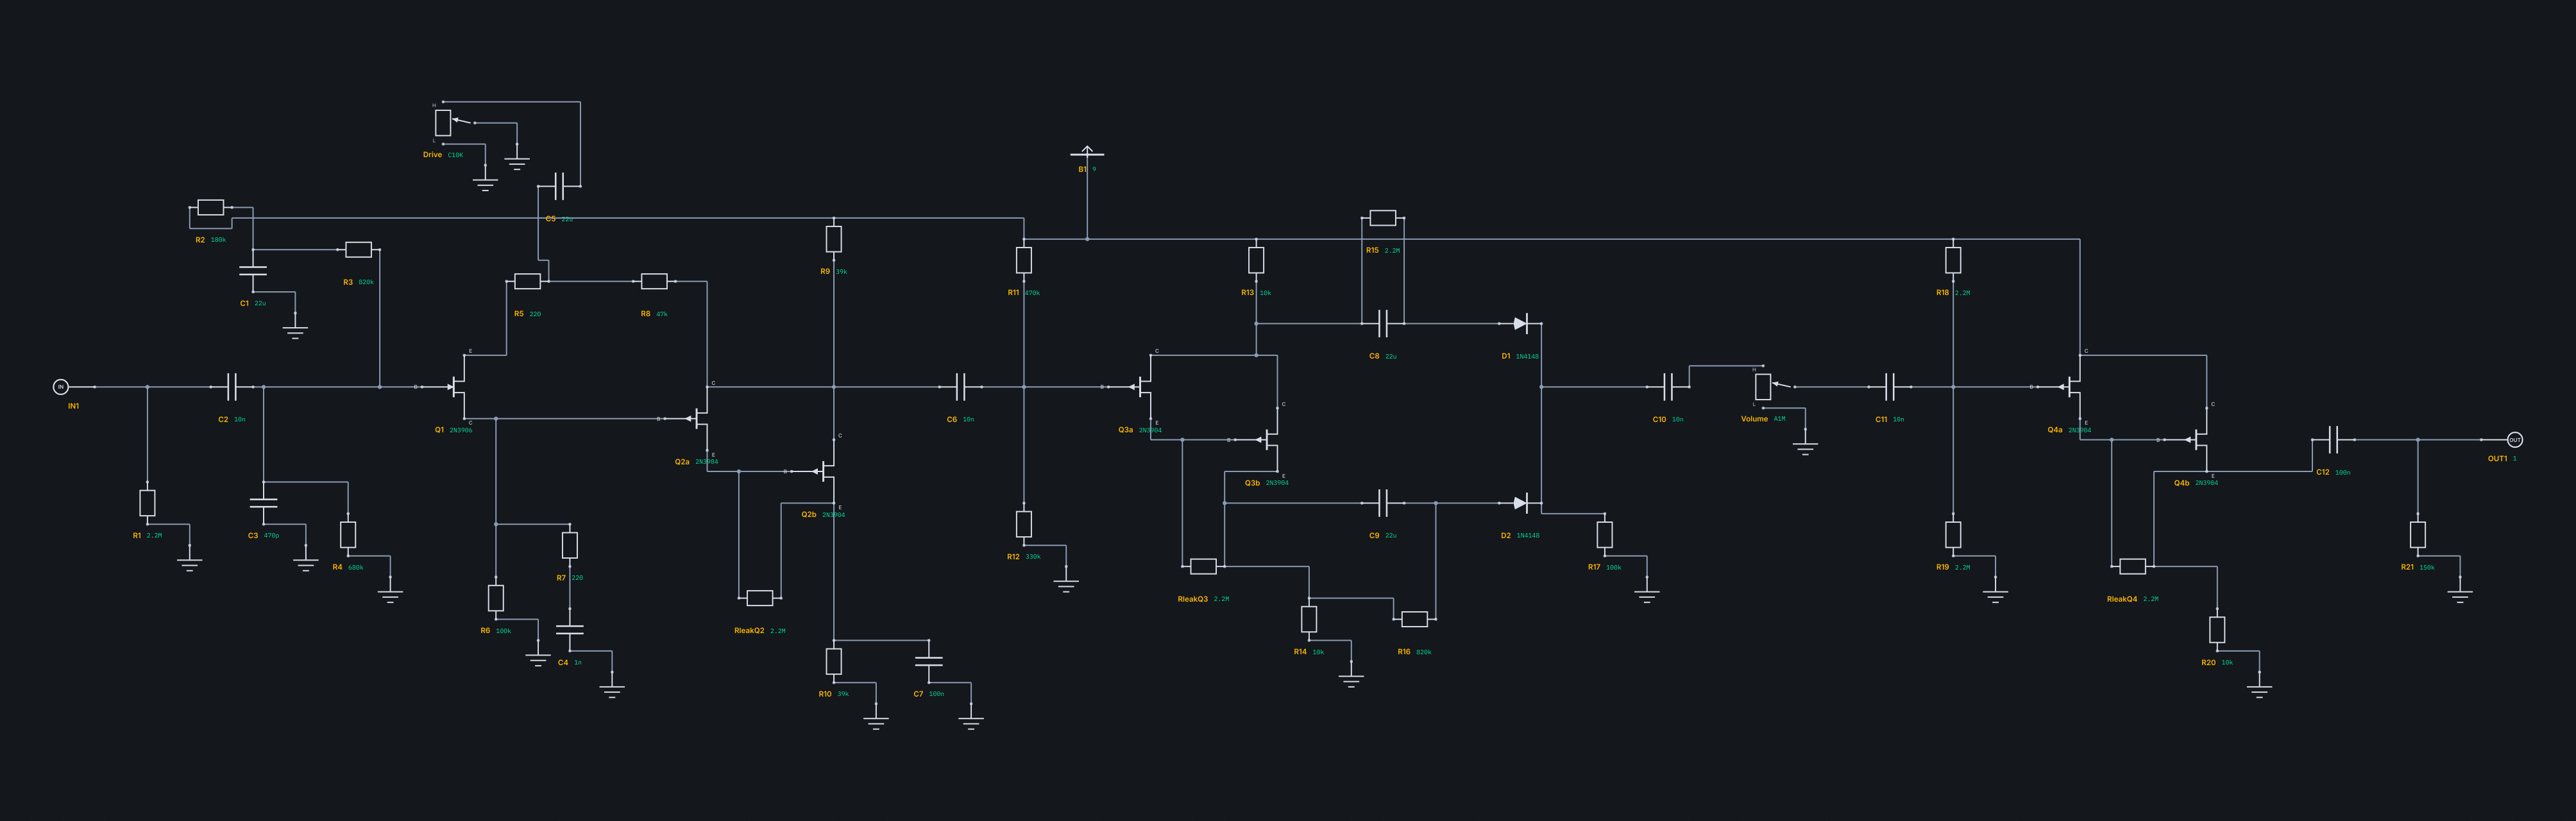 H
L
Drive C10K
B1 9
R2 180k
C5 22u
R15 2.2M
R3 820k
R9 39k
R11 470k
R13 10k
R18 2.2M
C1 22u
R5 220
R8 47k
E
C
C
C8 22u
D1 1N4148
C
H
IN
IN1
B
C
B
L
B
C2 10n
Q1 2N3906
C
B
C6 10n
Q3a 2N3904
E
C
C10 10n
Volume A1M
C11 10n
Q4a 2N3904
E
C
C
B
B
OUT
Q2a 2N3904
E
B
OUT1 1
Q3b 2N3904
E
Q4b 2N3904
E
C12 100n
Q2b 2N3904
E
R1 2.2M
C3 470p
R4 680k
R12 330k
C9 22u
D2 1N4148
R17 100k
R19 2.2M
R21 150k
R7 220
RleakQ3 2.2M
RleakQ4 2.2M
R6 100k
RleakQ2 2.2M
C4 1n
R14 10k
R16 820k
R20 10k
R10 39k
C7 100n